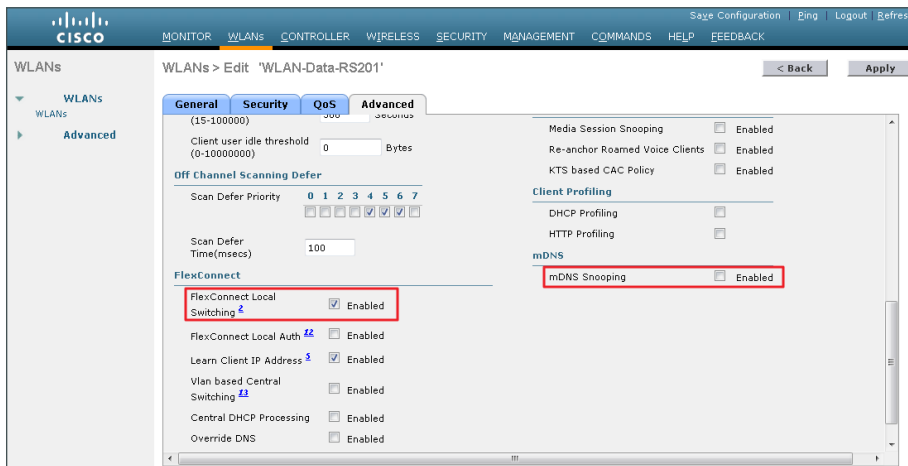 Save Configuration | Ping | Logout | Refres
CISCO
MONITOR WLANs CONTROLLER WIRELESS SECURITY MANAGEMENT COMMANDS HELP FEEDBACK
WLANs
WLANs > Edit 'WLAN-Data-RS201'
< Back
Apply
WLANs
WLANs
Advanced
General Security QoS Advanced
(15-100000) 300 Seconds
Client user idle threshold
(0-10000000)
0 Bytes
Off Channel Scanning Defer
Scan Defer Priority 0 1 2 3 4 5 6 7
Scan Defer
Time(msecs)
100
FlexConnect
FlexConnect Local
Switching 2
Enabled
FlexConnect Local Auth 12 Enabled
Learn Client IP Address 5 Enabled
Vlan based Central
Switching 13
Enabled
Central DHCP Processing Enabled
Override DNS Enabled
Media Session Snooping Enabled
Re-anchor Roamed Voice Clients Enabled
KTS based CAC Policy Enabled
Client Profiling
DHCP Profiling
HTTP Profiling
mDNS
mDNS Snooping Enabled